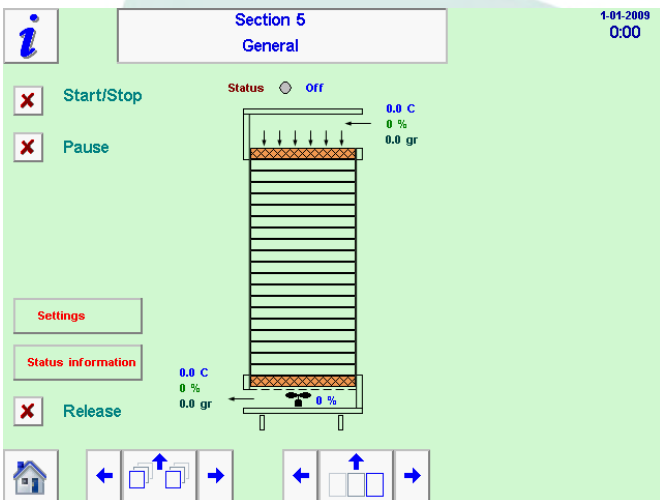 i
Section 5
General
1-01-2009
0:00
Start/Stop
Status Off
0.0 C
0 %
0.0 gr
Pause
Settings
Status information
0.0 C
0 %
0.0 gr
0 %
Release